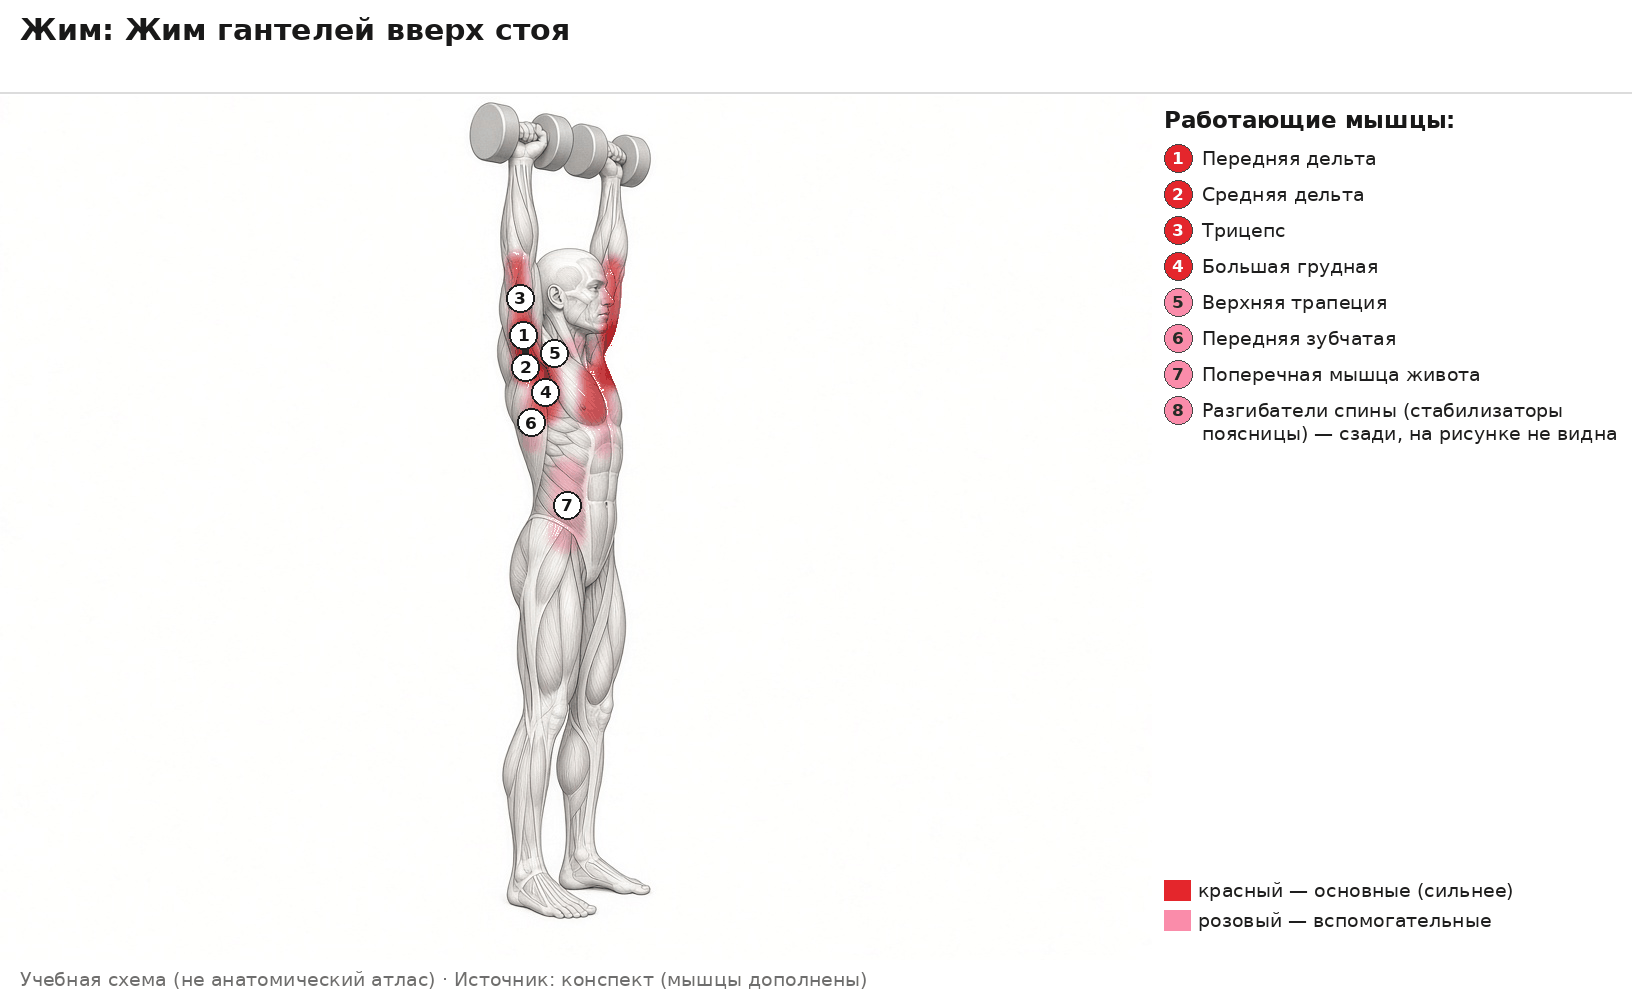 Жим: Жим гантелей вверх стоя
Работающие мышцы:
1 Передняя дельта
2 Средняя дельта
3 Трицепс
4 Большая грудная
5 Верхняя трапеция
6 Передняя зубчатая
7 Поперечная мышца живота
8 Разгибатели спины (стабилизаторы
поясницы) — сзади, на рисунке не видна
3
1
5
2
4
6
7
красный — основные (сильнее)
розовый — вспомогательные
Учебная схема (не анатомический атлас) · Источник: конспект (мышцы дополнены)